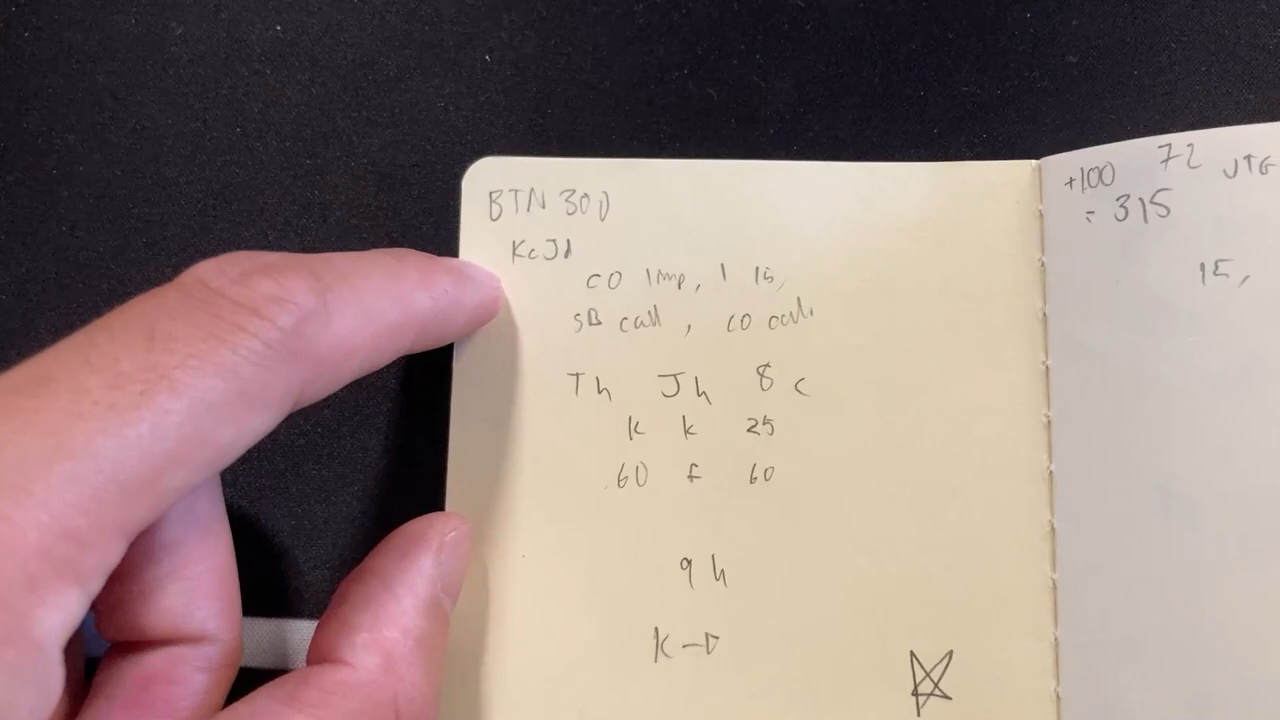 BTN 300
KcJd
CO limp, I 15,
SB call, CO call.
Th Jh 8c
k k 25
60 f 60
9h
k →
+100 72 UTG
= 315
15,